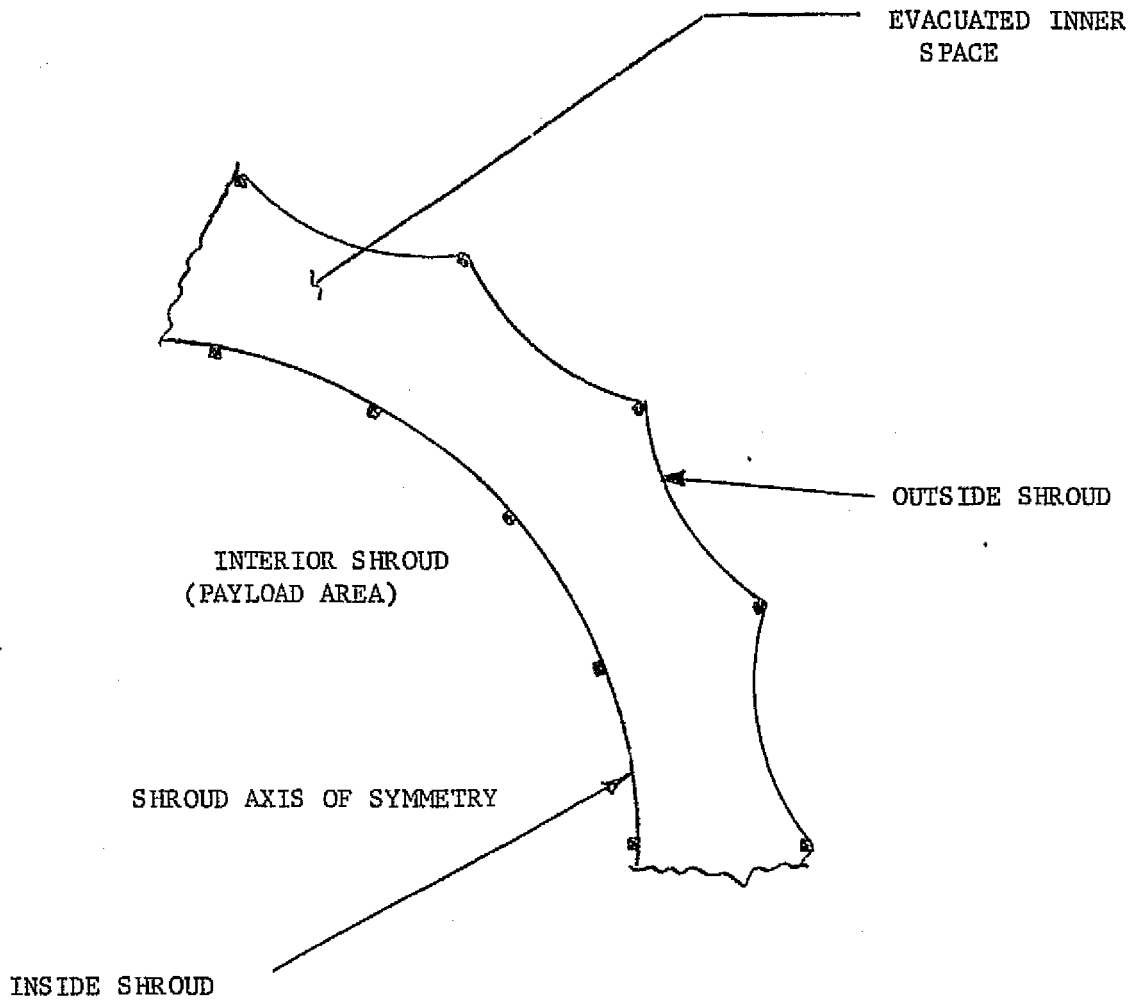 EVACUATED INNER
SPACE
OUTSIDE SHROUD
INTERIOR SHROUD
(PAYLOAD AREA)
SHROUD AXIS OF SYMMETRY
INSIDE SHROUD